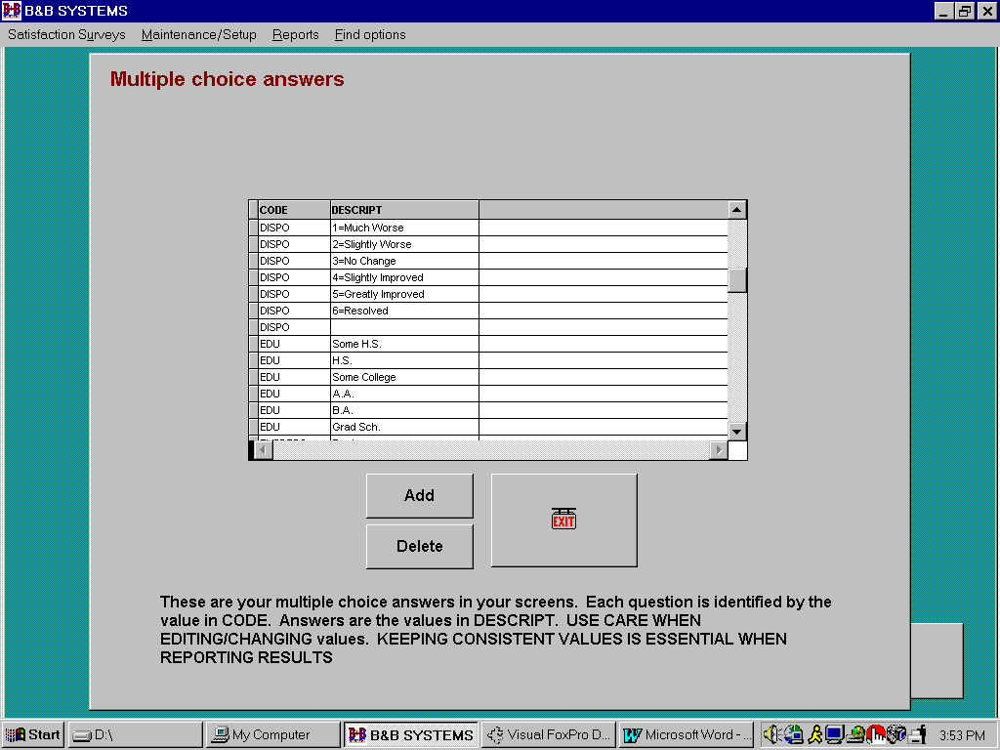 B&B SYSTEMS
Satisfaction Surveys Maintenance/Setup Reports Find options
Multiple choice answers
CODE DESCRIPT
DISPO 1=Much Worse
DISPO 2=Slightly Worse
DISPO 3=No Change
DISPO 4=Slightly Improved
DISPO 5=Greatly Improved
DISPO 6=Resolved
DISPO
EDU Some H.S.
EDU H.S.
EDU Some College
EDU A.A.
EDU B.A.
EDU Grad Sch.
Add
EXIT
Delete
These are your multiple choice answers in your screens.  Each question is identified by the
value in CODE.  Answers are the values in DESCRIPT.  USE CARE WHEN
EDITING/CHANGING values.  KEEPING CONSISTENT VALUES IS ESSENTIAL WHEN
REPORTING RESULTS
Start D:\ My Computer B&B SYSTEMS Visual FoxPro D... Microsoft Word - ... 3:53 PM